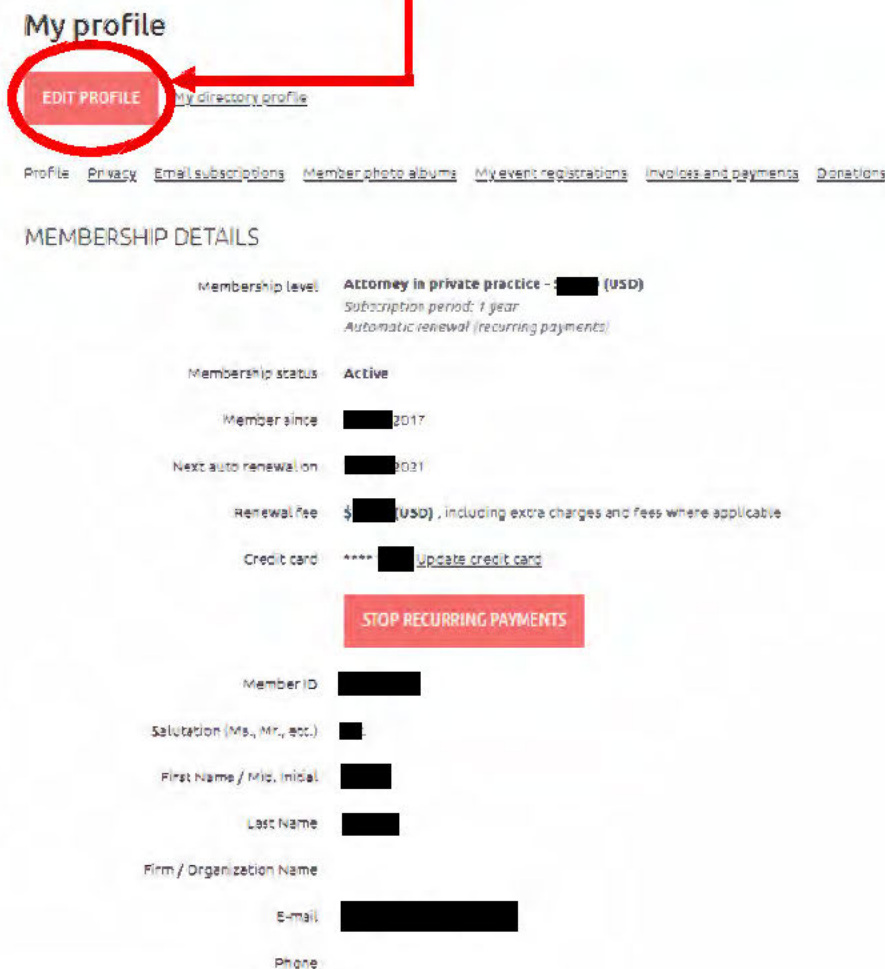 My profile
EDIT PROFILE My directory profile
Profile Privacy Email subscriptions Member photo albums My event registrations Invoices and payments Donations
MEMBERSHIP DETAILS
Membership level Attorney in private practice - (USD)
Subscription period: 1 year
Automatic renewal (recurring payments)
Membership status Active
Member since 2017
Next auto renewal on 2021
Renewal fee $ (USD) , including extra charges and fees where applicable
Credit card **** Update credit card
STOP RECURRING PAYMENTS
Member ID
Salutation (Ms., Mr., etc.)
First Name / Mid. Initial
Last Name
Firm / Organization Name
E-mail
Phone